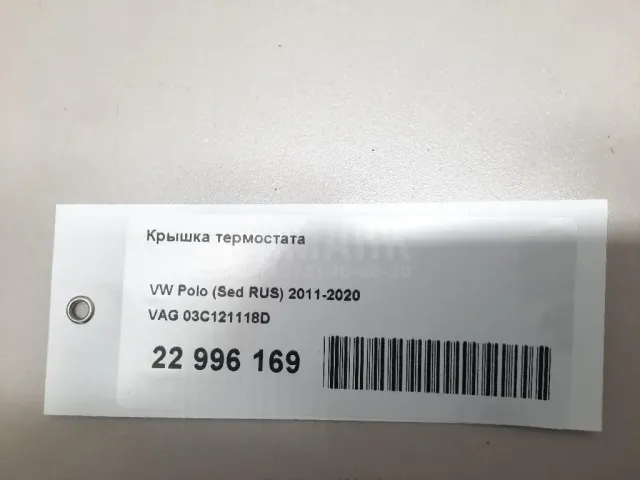 Крышка термостата
VW Polo (Sed RUS) 2011-2020
VAG 03C121118D
22 996 169